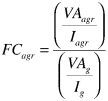 FC_agr = (VA_agr / I_agr) / (VA_g / I_g)